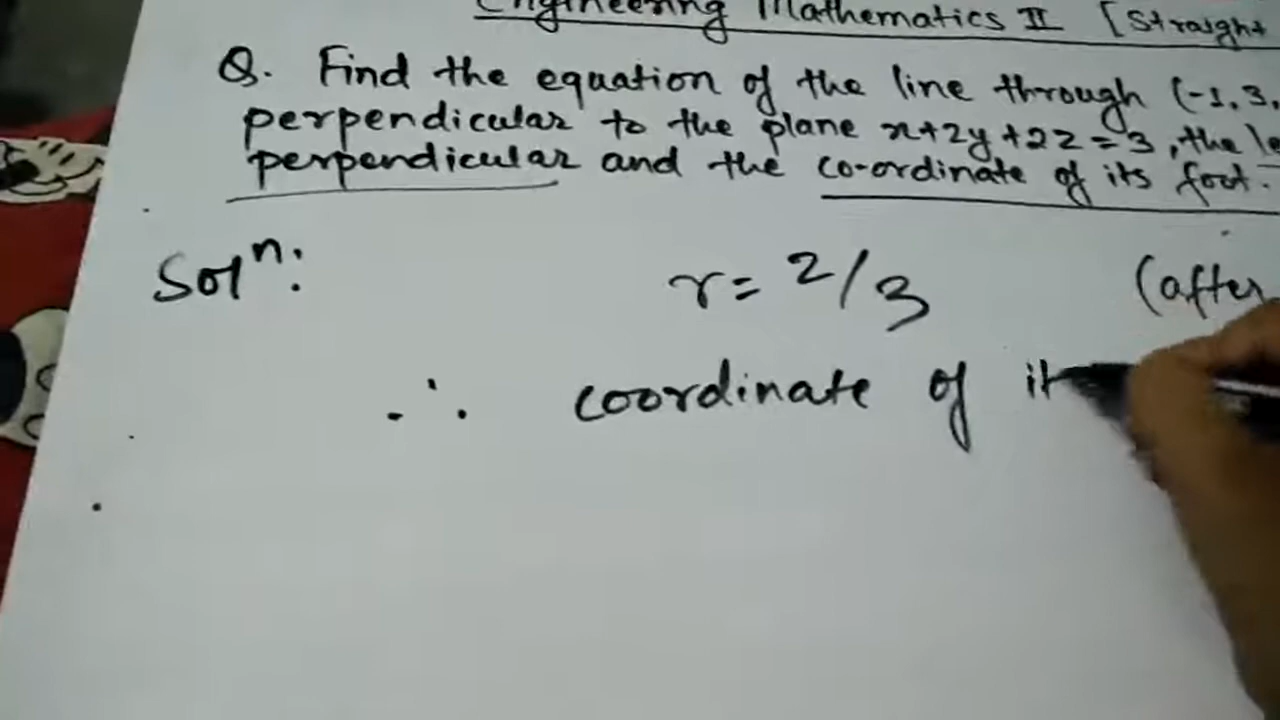 Engineering Mathematics II [Straight
Q. Find the equation of the line through (-1,3,
perpendicular to the plane x+2y+2z=3, the le
perpendicular and the co-ordinate of its foot.
Solⁿ: r = 2/3 (after
∴ coordinate of it